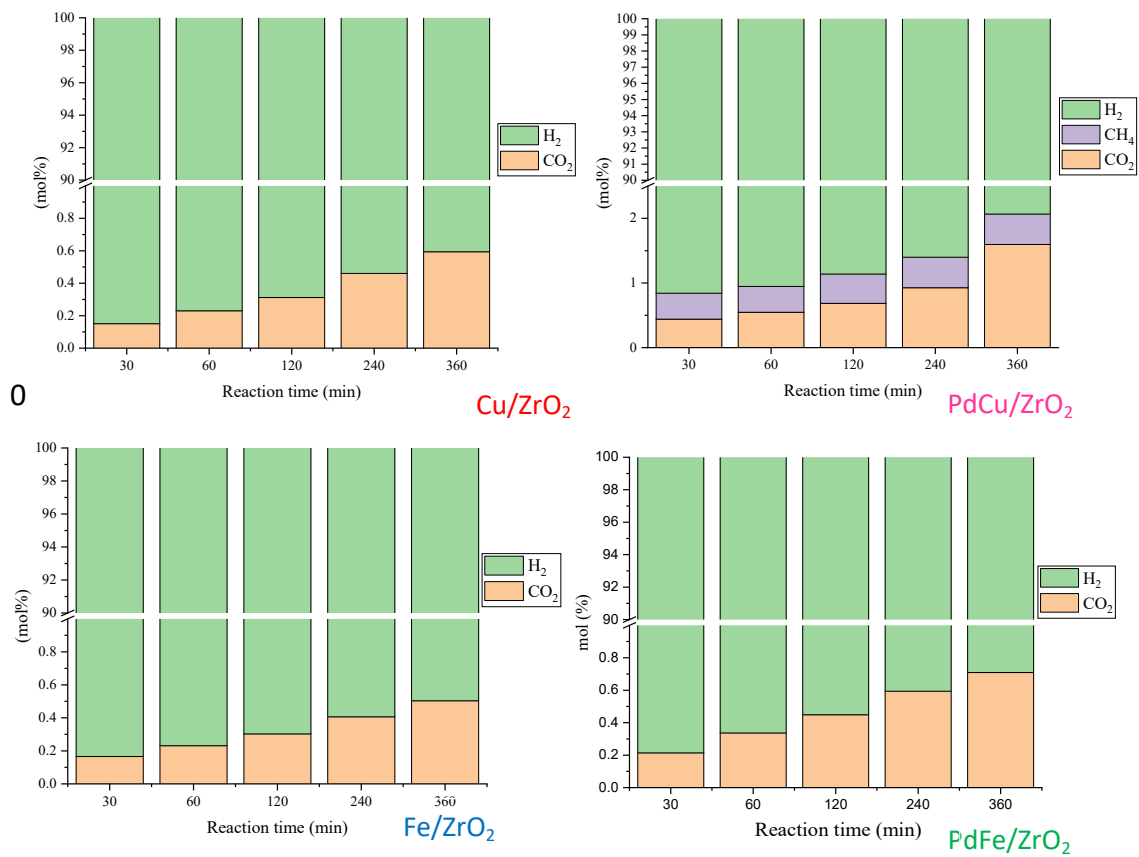 100
98
96
94
92
90
0.8
0.6
0.4
0.2
0.0
(mol%)
30 60 120 240 360
Reaction time (min)
H₂
CO₂
0
Cu/ZrO₂
100
99
98
97
96
95
94
93
92
91
90
2
1
0
(mol%)
30 60 120 240 360
Reaction time (min)
H₂
CH₄
CO₂
PdCu/ZrO₂
100
98
96
94
92
90
0.8
0.6
0.4
0.2
0.0
(mol%)
30 60 120 240 360
Reaction time (min)
H₂
CO₂
Fe/ZrO₂
100
98
96
94
92
90
0.8
0.6
0.4
0.2
0.0
mol (%)
30 60 120 240 360
Reaction time (min)
H₂
CO₂
PdFe/ZrO₂